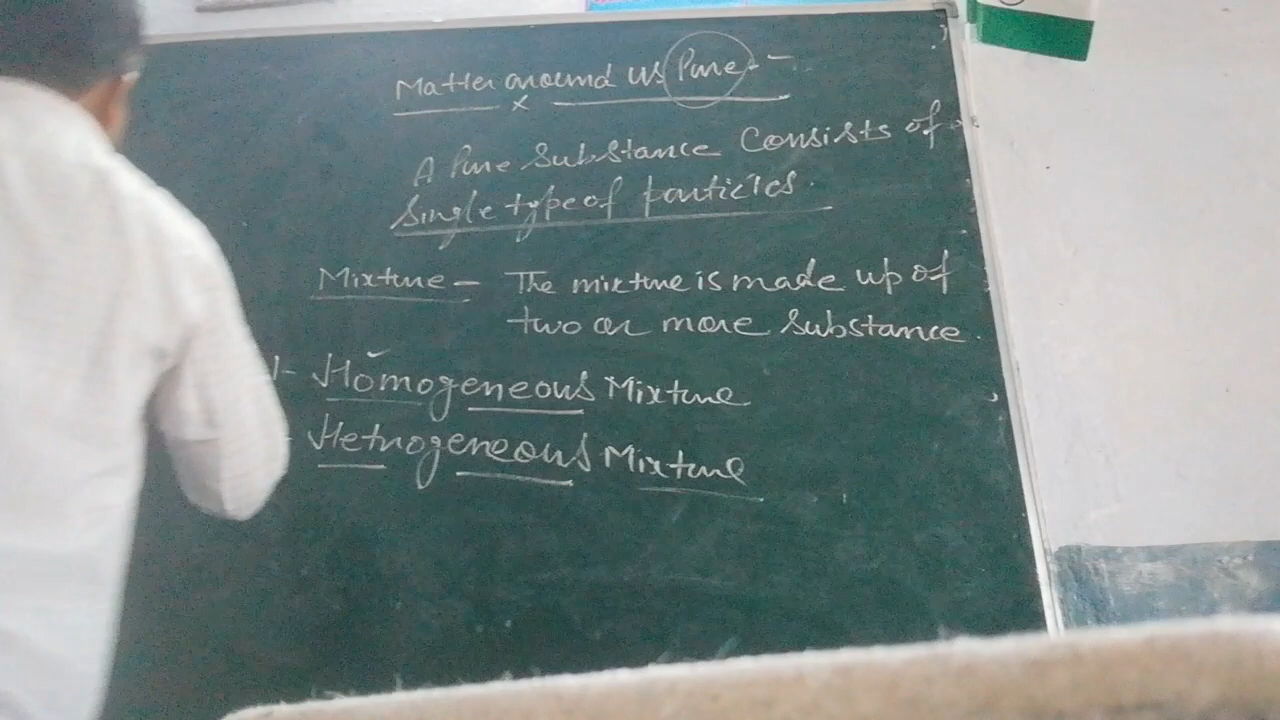 Matter around us Pure:-
x
A Pure Substance Consists of
Single type of particles.
Mixture - The mixture is made up of
two or more Substance.
1- Homogeneous Mixture
- Hetrogeneous Mixture